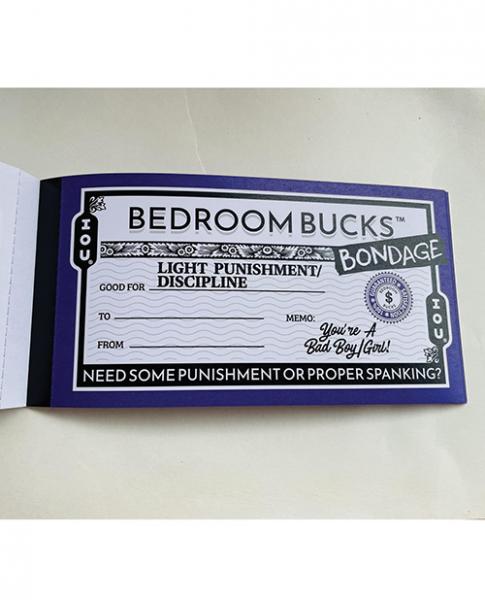 BEDROOM BUCKS™
BONDAGE
IOU
LIGHT PUNISHMENT/
GOOD FOR DISCIPLINE
TO MEMO: You're A
FROM Bad Boy/Girl!
GUARANTEED
$
IOU
NEED SOME PUNISHMENT OR PROPER SPANKING?